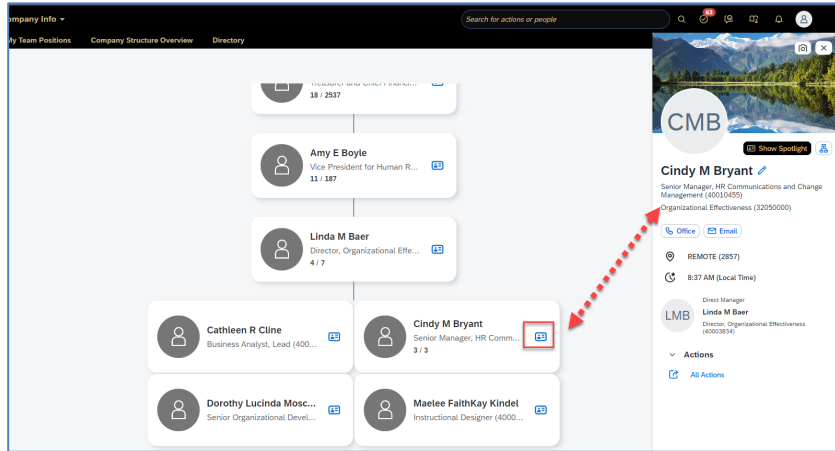 ompany Info
Search for actions or people
63
My Team Positions Company Structure Overview Directory
Treasurer and Chief Financi...
18 / 2537
Amy E Boyle
Vice President for Human R...
11 / 187
Linda M Baer
Director, Organizational Effe...
4 / 7
Cathleen R Cline
Business Analyst, Lead (400...
Cindy M Bryant
Senior Manager, HR Comm...
3 / 3
Dorothy Lucinda Mosc...
Senior Organizational Devel...
Maelee FaithKay Kindel
Instructional Designer (4000...
CMB
Show Spotlight
Cindy M Bryant
Senior Manager, HR Communications and Change
Management (40010455)
Organizational Effectiveness (32050000)
Office Email
REMOTE (2857)
8:37 AM (Local Time)
Direct Manager
LMB
Linda M Baer
Director, Organizational Effectiveness
(40003834)
Actions
All Actions